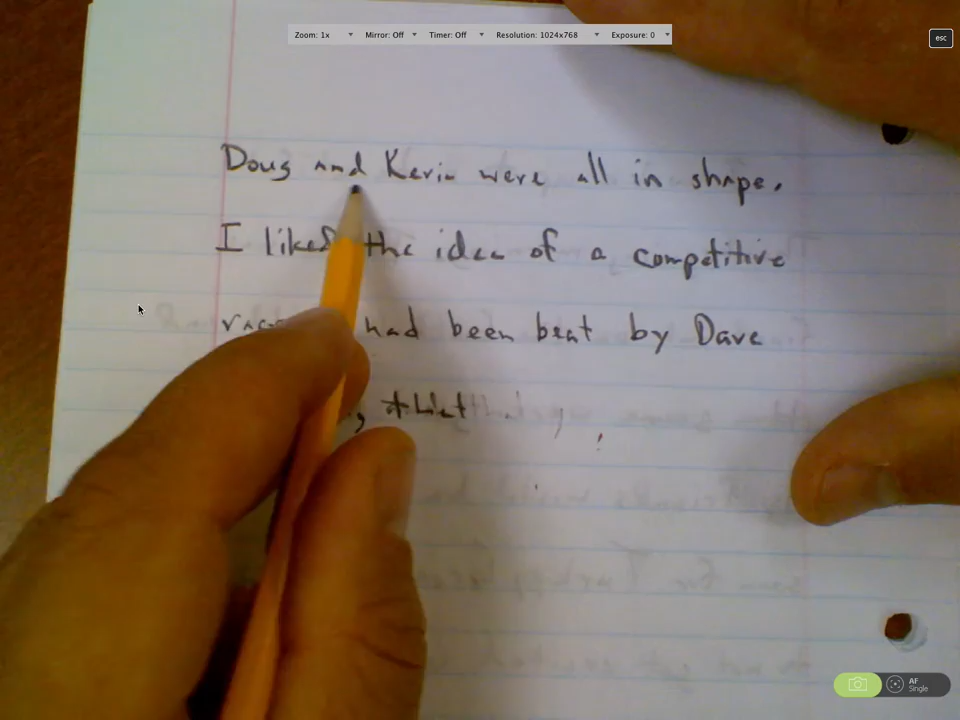 Zoom: 1x Mirror: Off Timer: Off Resolution: 1024x768 Exposure: 0
esc
Doug and Kevin were all in shape.
I liked the idea of a competitive
had been beat by Dave
AF
Single